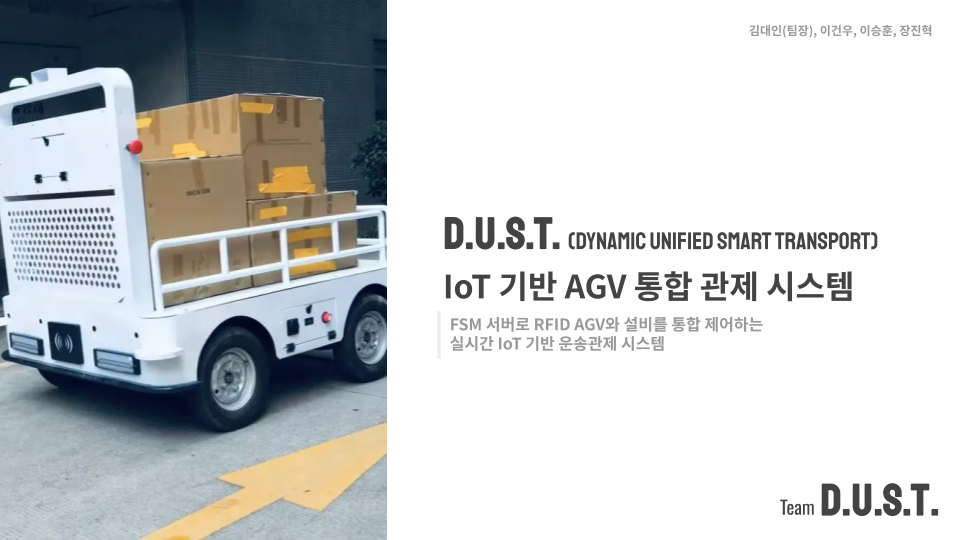 김대인(팀장), 이건우, 이승훈, 장진혁
D.U.S.T. (DYNAMIC UNIFIED SMART TRANSPORT)
IoT 기반 AGV 통합 관제 시스템
FSM 서버로 RFID AGV와 설비를 통합 제어하는
실시간 IoT 기반 운송관제 시스템
Team D.U.S.T.